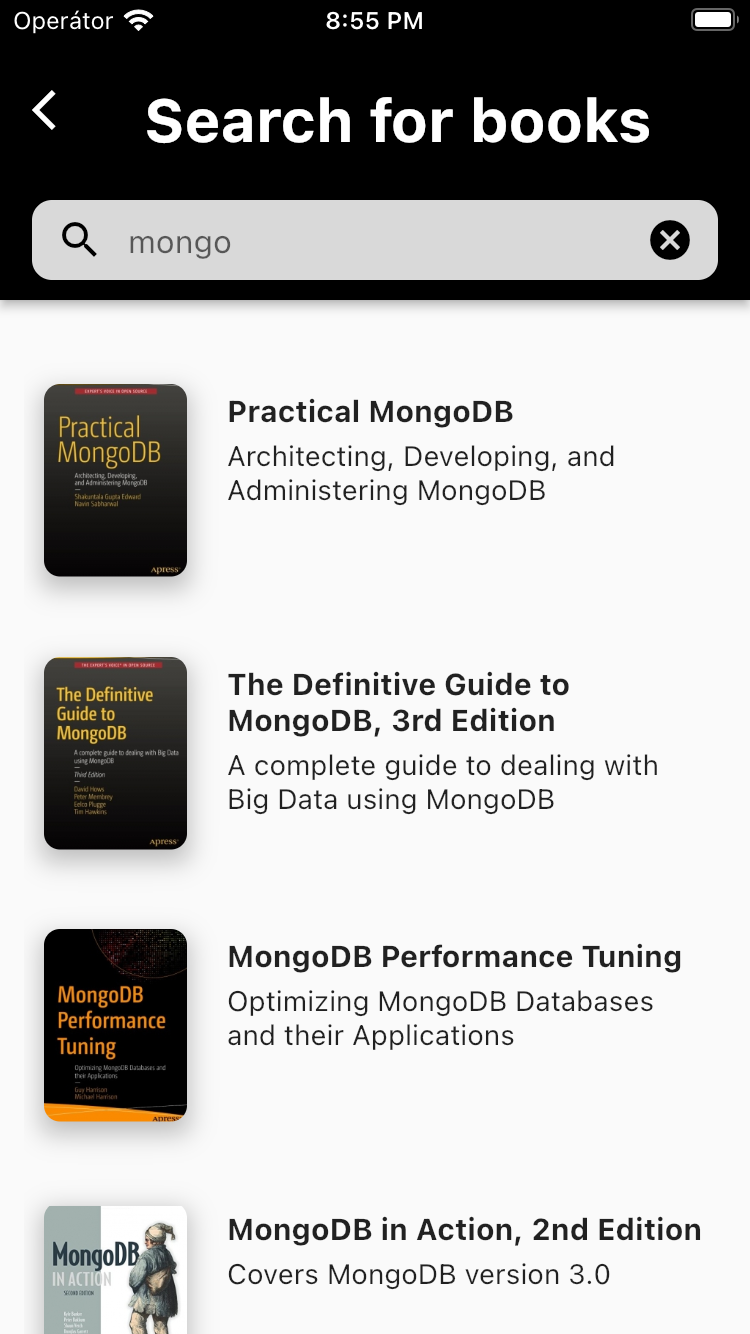 Operátor 8:55 PM
Search for books
mongo
EXPERT'S VOICE IN OPEN SOURCE
Practical
MongoDB
Architecting, Developing,
and Administering MongoDB
Shakuntala Gupta Edward
Navin Sabharwal
Apress
Practical MongoDB
Architecting, Developing, and
Administering MongoDB
THE EXPERT'S VOICE® IN OPEN SOURCE
The Definitive
Guide to
MongoDB
A complete guide to dealing with Big Data
using MongoDB
Third Edition
David Hows
Peter Membrey
Eelco Plugge
Tim Hawkins
Apress
The Definitive Guide to
MongoDB, 3rd Edition
A complete guide to dealing with
Big Data using MongoDB
MongoDB
Performance
Tuning
Optimizing MongoDB Databases and
their Applications
Guy Harrison
Michael Harrison
Apress
MongoDB Performance Tuning
Optimizing MongoDB Databases
and their Applications
MongoDB
IN ACTION
SECOND EDITION
MongoDB in Action, 2nd Edition
Covers MongoDB version 3.0